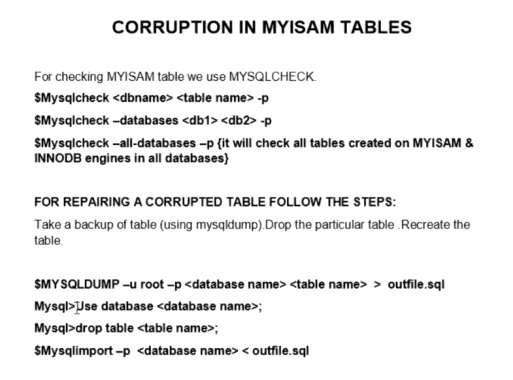 CORRUPTION IN MYISAM TABLES
For checking MYISAM table we use MYSQLCHECK.
$Mysqlcheck <dbname> <table name> -p
$Mysqlcheck –databases <db1> <db2> -p
$Mysqlcheck –all-databases –p {it will check all tables created on MYISAM &
INNODB engines in all databases}
FOR REPAIRING A CORRUPTED TABLE FOLLOW THE STEPS:
Take a backup of table (using mysqldump).Drop the particular table .Recreate the
table.
$MYSQLDUMP –u root –p <database name> <table name> > outfile.sql
Mysql>Use database <database name>;
Mysql>drop table <table name>;
$Mysqlimport –p <database name> < outfile.sql